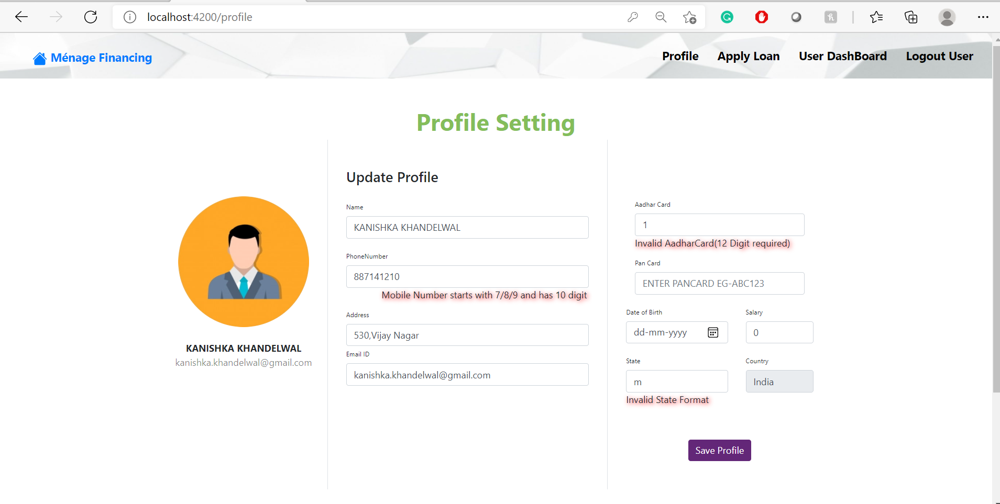 localhost:4200/profile
Ménage Financing
Profile Apply Loan User DashBoard Logout User
Profile Setting
KANISHKA KHANDELWAL
kanishka.khandelwal@gmail.com
Update Profile
Name
KANISHKA KHANDELWAL
PhoneNumber
887141210
Mobile Number starts with 7/8/9 and has 10 digit
Address
530,Vijay Nagar
Email ID
kanishka.khandelwal@gmail.com
Aadhar Card
1
Invalid AadharCard(12 Digit required)
Pan Card
ENTER PANCARD EG-ABC123
Date of Birth Salary
dd-mm-yyyy 0
State Country
m India
Invalid State Format
Save Profile